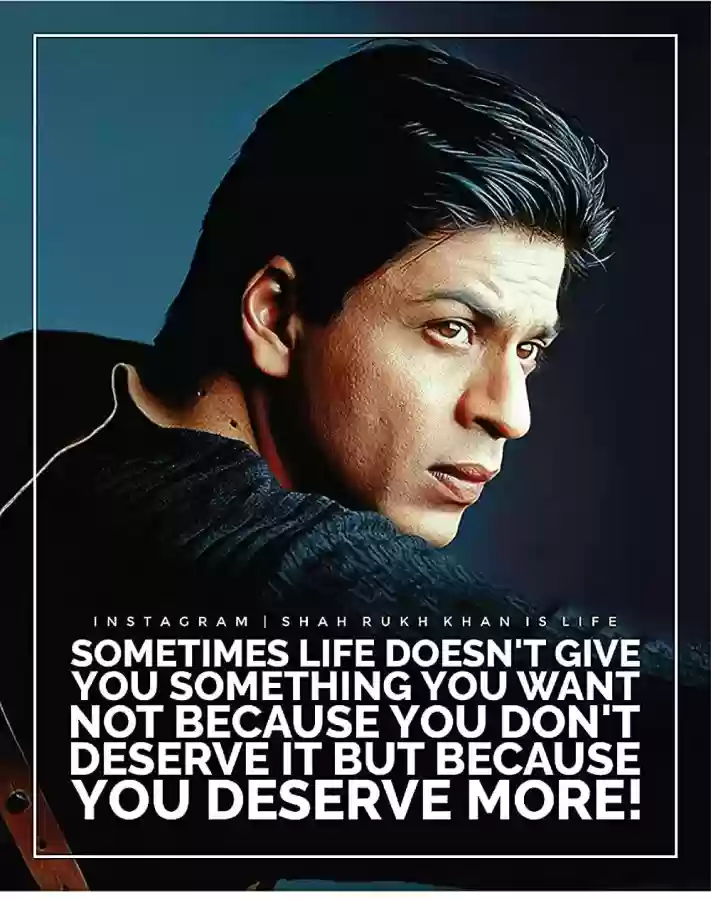 INSTAGRAM | SHAH RUKH KHAN IS LIFE
SOMETIMES LIFE DOESN'T GIVE
YOU SOMETHING YOU WANT
NOT BECAUSE YOU DON'T
DESERVE IT BUT BECAUSE
YOU DESERVE MORE!